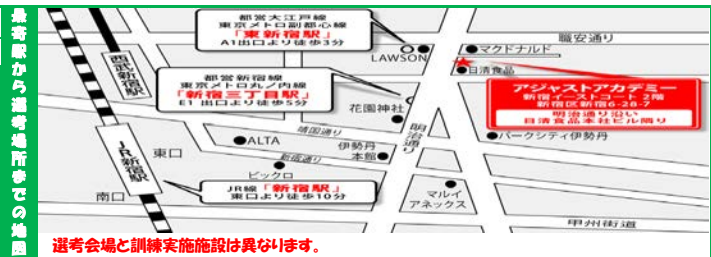 最寄駅から選考場所までの地図
都営大江戸線
東京メトロ副都心線
「東新宿駅」
A1出口より徒歩3分
LAWSON
職安通り
マクドナルド
日清食品
アジャストアカデミー
新宿イーストコート 2階
新宿区新宿6-28-7
明治通り沿い
日清食品本社ビル隣り
西武新宿駅
都営新宿線
東京メトロ丸ノ内線
「新宿三丁目駅」
E1 出口より徒歩5分
花園神社
靖国通り
明治通り
パークシティ伊勢丹
ALTA
伊勢丹
本館
新宿通り
東口
JR新宿駅
ビックロ
JR線「新宿駅」
東口より徒歩10分
南口
マルイ
アネックス
甲州街道
選考会場と訓練実施施設は異なります。